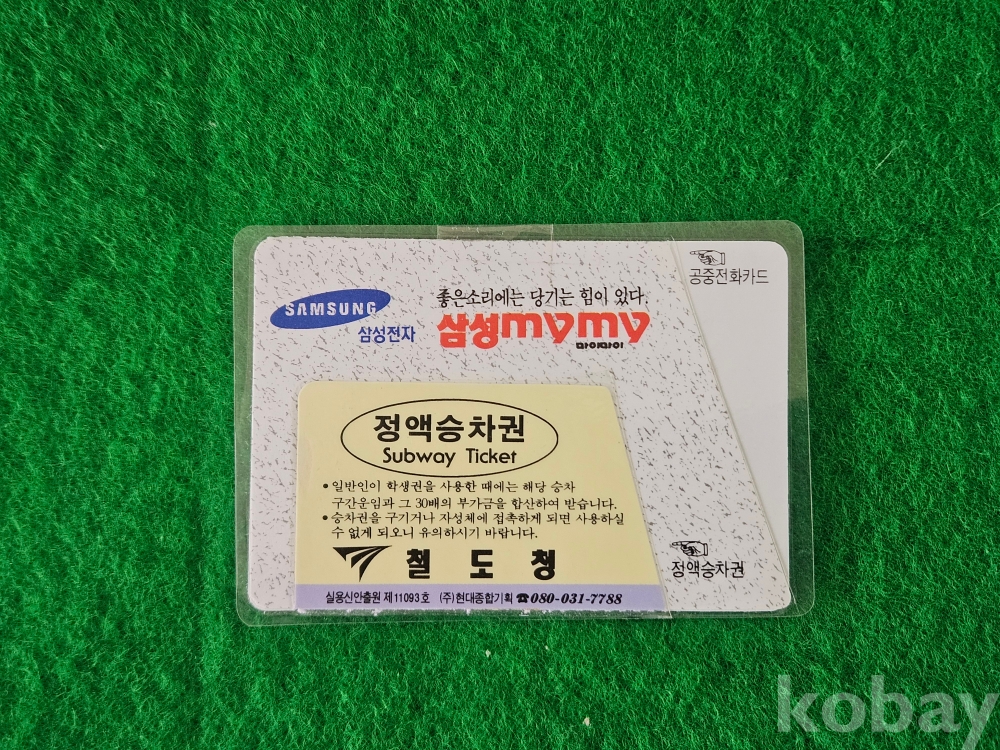 공중전화카드
SAMSUNG
삼성전자
좋은소리에는 당기는 힘이 있다.
삼성mymy
마이마이
정액승차권
Subway Ticket
• 일반인이 학생권을 사용한 때에는 해당 승차
구간운임과 그 30배의 부가금을 합산하여 받습니다.
• 승차권을 구기거나 자성체에 접촉하게 되면 사용하실
수 없게 되오니 유의하시기 바랍니다.
철 도 청
정액승차권
실용신안출원 제11093호 (주)현대종합기획 ☎080-031-7788
kobay